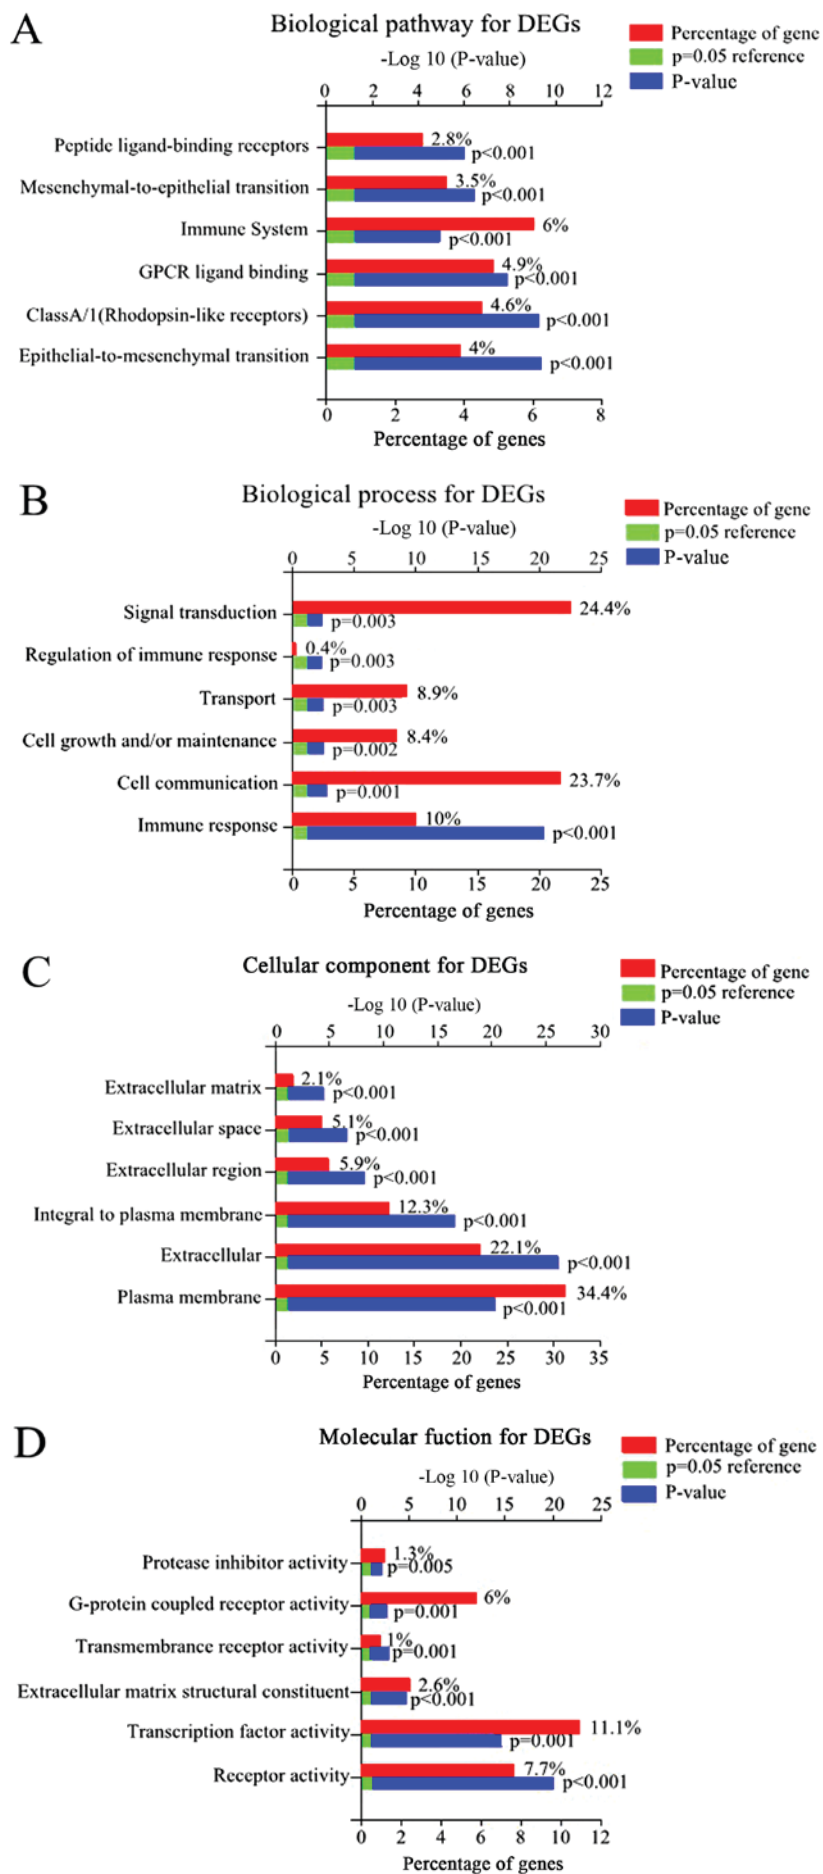 A
Biological pathway for DEGs
Percentage of gene
p=0.05 reference
P-value
-Log 10 (P-value)
0 2 4 6 8 10 12
Peptide ligand-binding receptors 2.8% p<0.001
Mesenchymal-to-epithelial transition 3.5% p<0.001
Immune System 6% p<0.001
GPCR ligand binding 4.9% p<0.001
ClassA/1(Rhodopsin-like receptors) 4.6% p<0.001
Epithelial-to-mesenchymal transition 4% p<0.001
0 2 4 6 8
Percentage of genes
B
Biological process for DEGs
Percentage of gene
p=0.05 reference
P-value
-Log 10 (P-value)
0 5 10 15 20 25
Signal transduction 24.4% p=0.003
Regulation of immune response 0.4% p=0.003
Transport 8.9% p=0.003
Cell growth and/or maintenance 8.4% p=0.002
Cell communication 23.7% p=0.001
Immune response 10% p<0.001
0 5 10 15 20 25
Percentage of genes
C
Cellular component for DEGs
Percentage of gene
p=0.05 reference
P-value
-Log 10 (P-value)
0 5 10 15 20 25 30
Extracellular matrix 2.1% p<0.001
Extracellular space 5.1% p<0.001
Extracellular region 5.9% p<0.001
Integral to plasma membrane 12.3% p<0.001
Extracellular 22.1% p<0.001
Plasma membrane 34.4% p<0.001
0 5 10 15 20 25 30 35
Percentage of genes
D
Molecular fuction for DEGs
Percentage of gene
p=0.05 reference
P-value
-Log 10 (P-value)
0 5 10 15 20 25
Protease inhibitor activity 1.3% p=0.005
G-protein coupled receptor activity 6% p=0.001
Transmembrance receptor activity 1% p=0.001
Extracellular matrix structural constituent 2.6% p<0.001
Transcription factor activity 11.1% p=0.001
Receptor activity 7.7% p<0.001
0 2 4 6 8 10 12
Percentage of genes